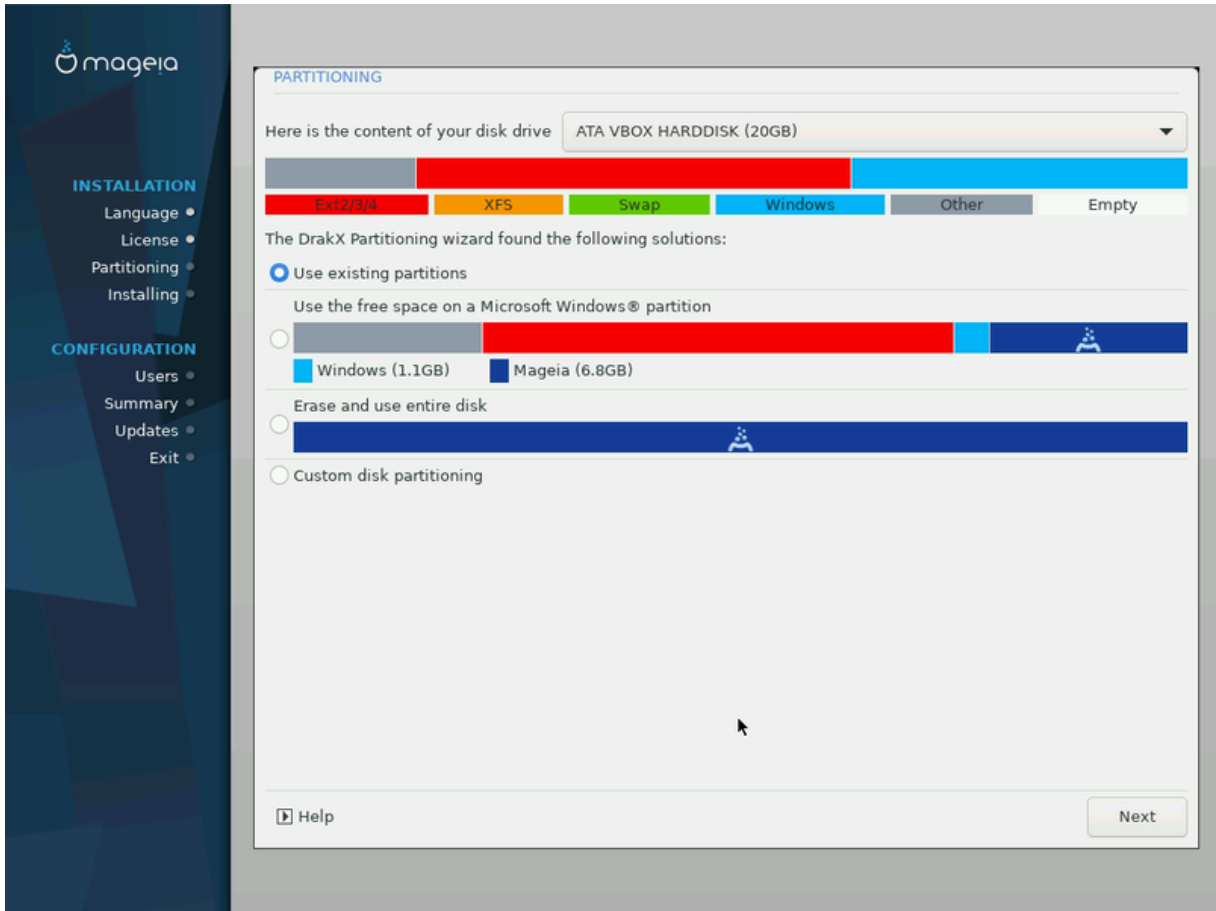 mageia
INSTALLATION
Language
License
Partitioning
Installing
CONFIGURATION
Users
Summary
Updates
Exit
PARTITIONING
Here is the content of your disk drive ATA VBOX HARDDISK (20GB)
Ext2/3/4 XFS Swap Windows Other Empty
The DrakX Partitioning wizard found the following solutions:
Use existing partitions
Use the free space on a Microsoft Windows® partition
Windows (1.1GB) Mageia (6.8GB)
Erase and use entire disk
Custom disk partitioning
Help Next